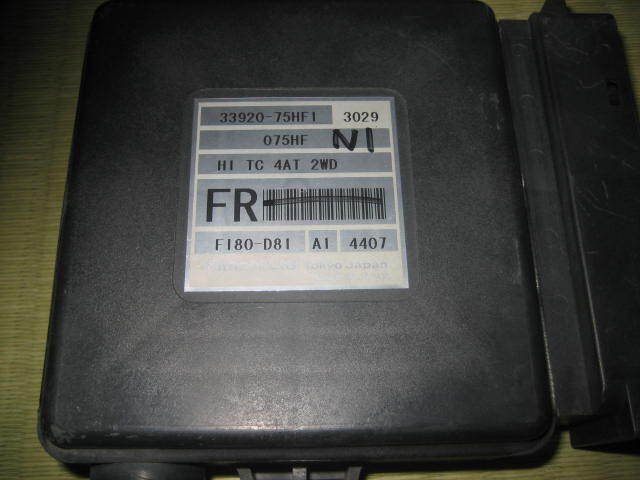 33920-75HF1 3029
075HF N1
HI TC 4AT 2WD
FR
F180-D81 A1 4407
Tokyo Japan